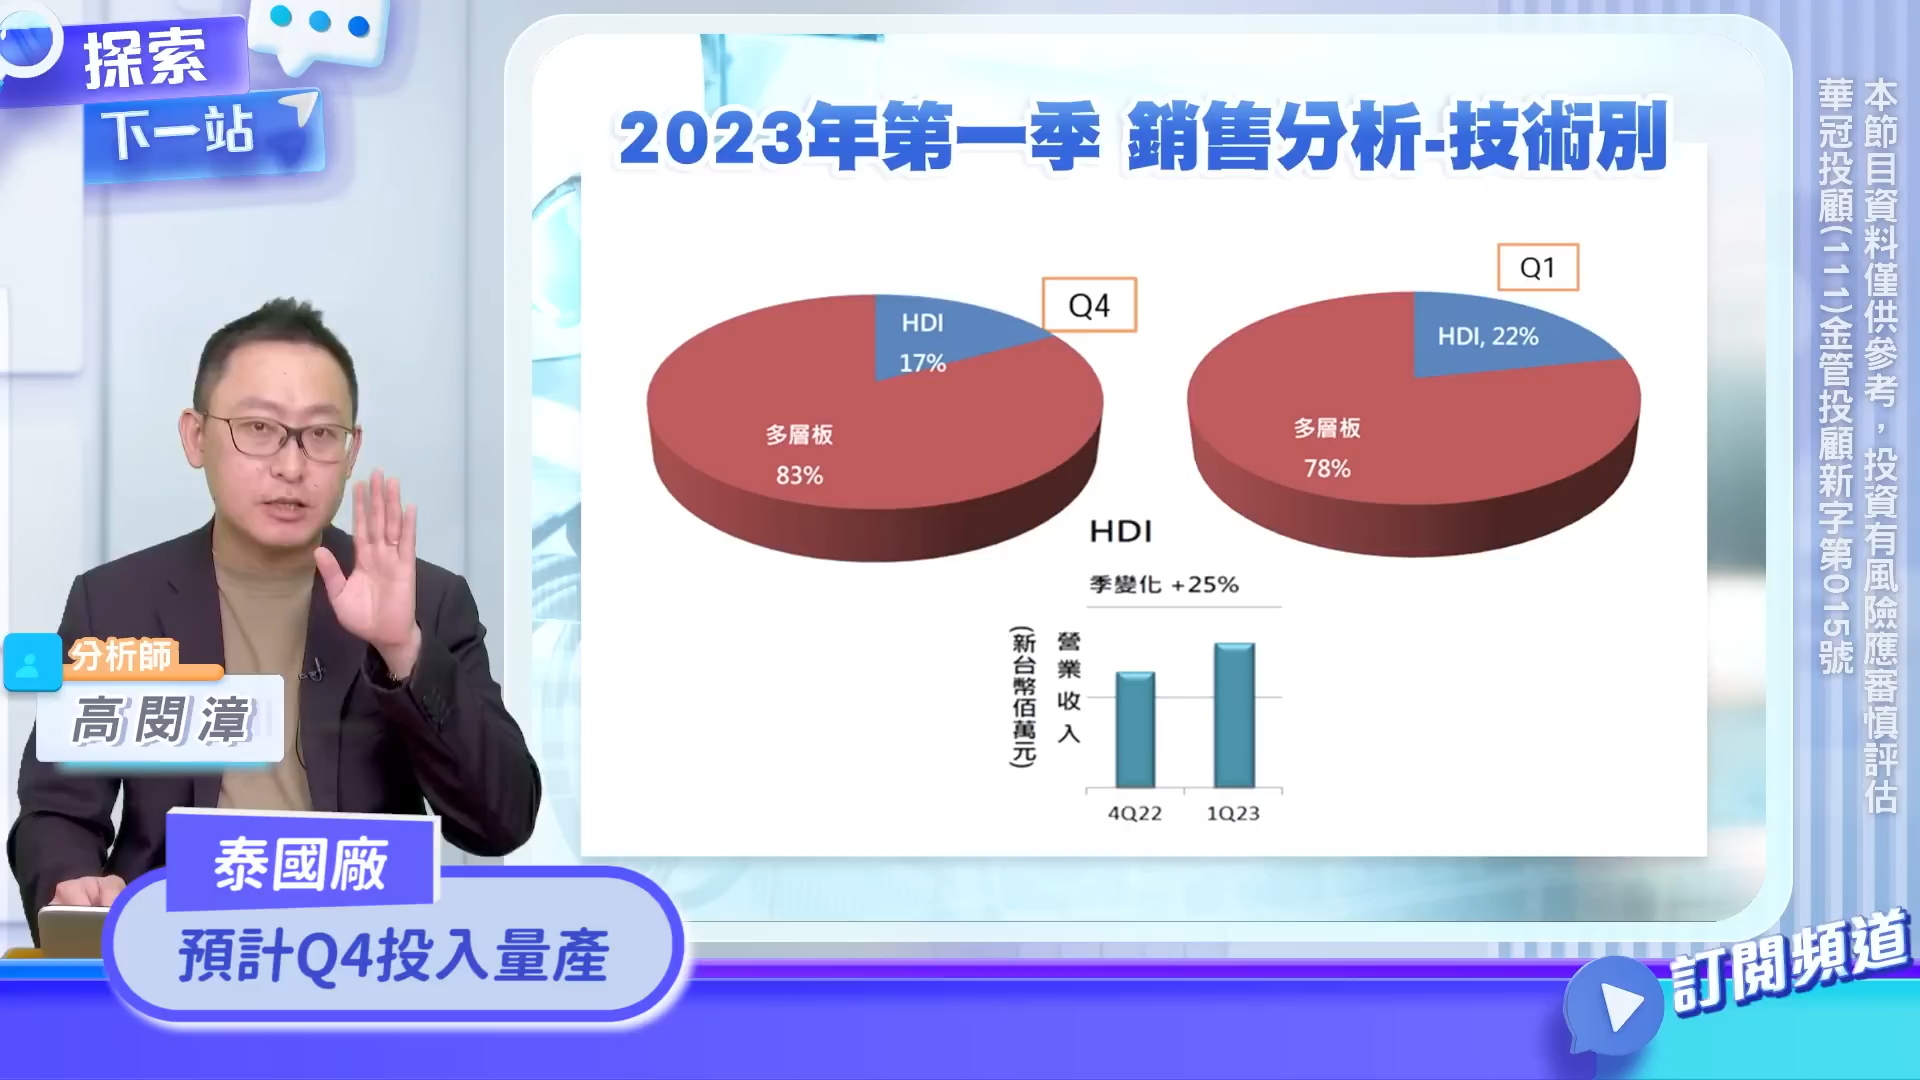 探索
下一站
2023年第一季 銷售分析-技術別
Q4
HDI
17%
多層板
83%
Q1
HDI, 22%
多層板
78%
HDI
季變化 +25%
營業收入
(新台幣佰萬元)
4Q22
1Q23
本節目資料僅供參考，投資有風險應審慎評估
華冠投顧(111)金管投顧新字第015號
分析師
高閔漳
泰國廠
預計Q4投入量產
訂閱頻道